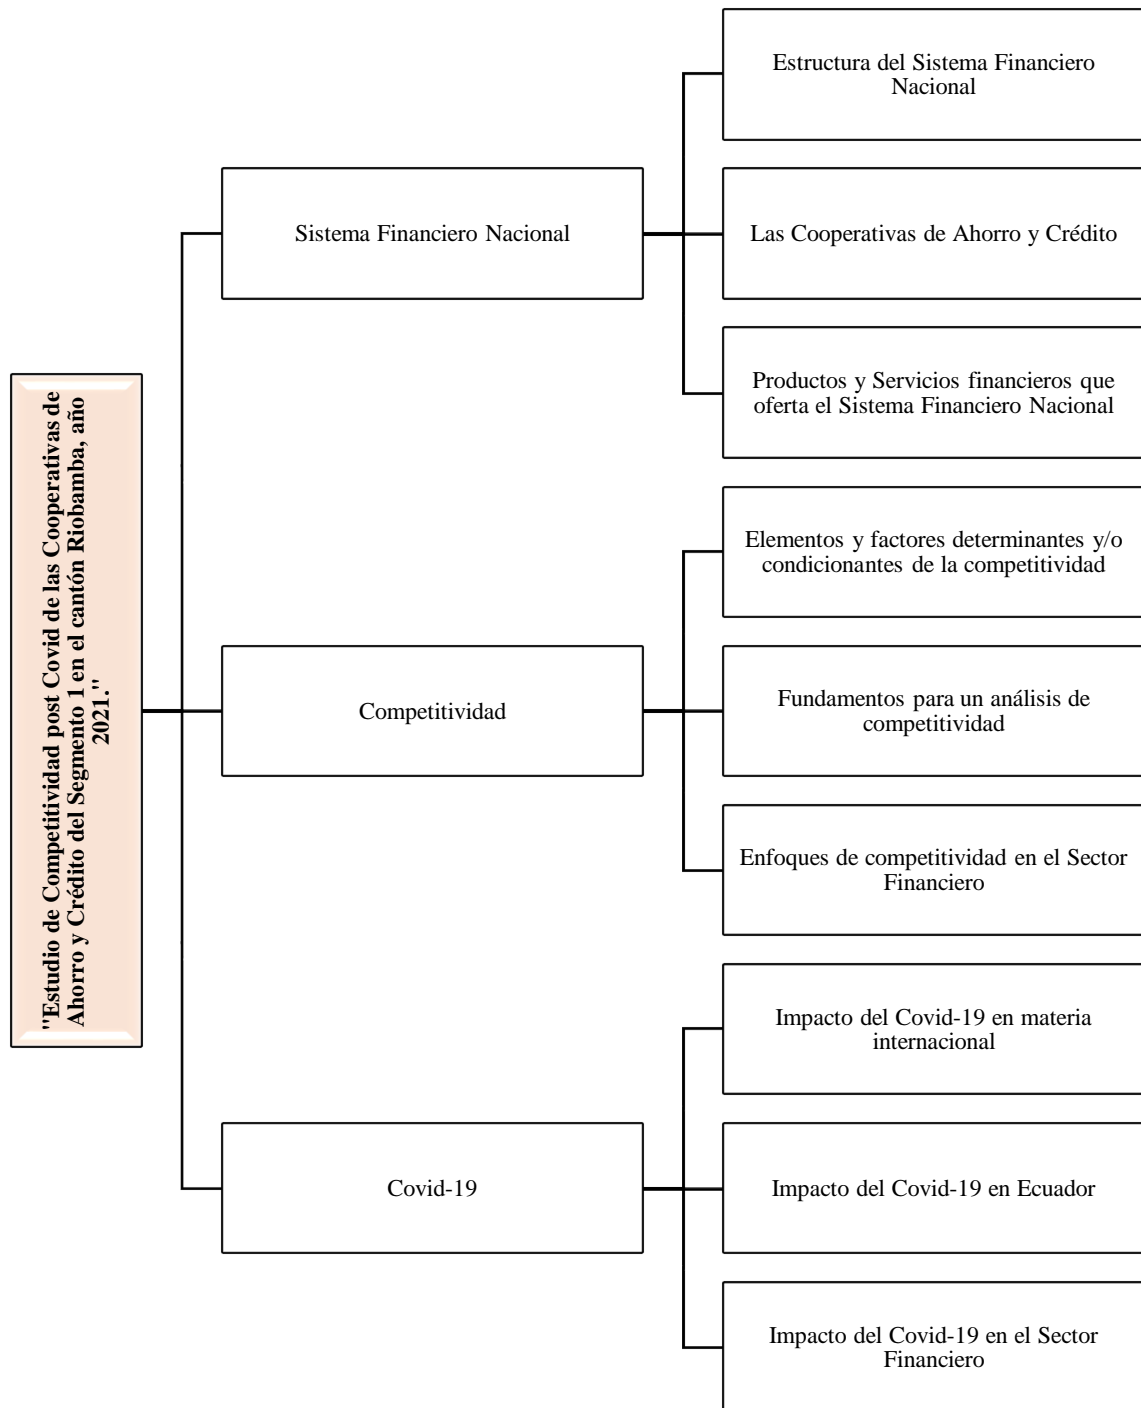 "Estudio de Competitividad post Covid de las Cooperativas de
Ahorro y Crédito del Segmento 1 en el cantón Riobamba, año
2021."
Sistema Financiero Nacional
Estructura del Sistema Financiero
Nacional
Las Cooperativas de Ahorro y Crédito
Productos y Servicios financieros que
oferta el Sistema Financiero Nacional
Competitividad
Elementos y factores determinantes y/o
condicionantes de la competitividad
Fundamentos para un análisis de
competitividad
Enfoques de competitividad en el Sector
Financiero
Covid-19
Impacto del Covid-19 en materia
internacional
Impacto del Covid-19 en Ecuador
Impacto del Covid-19 en el Sector
Financiero